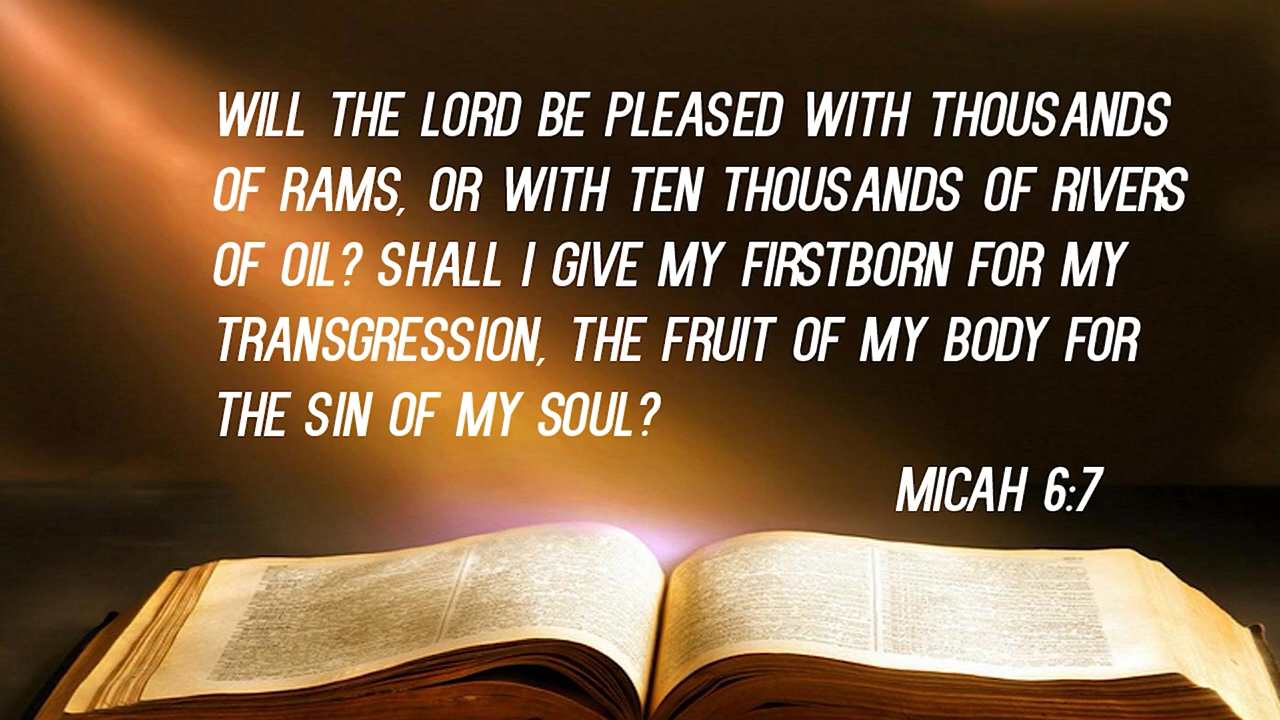 WILL THE LORD BE PLEASED WITH THOUSANDS
OF RAMS, OR WITH TEN THOUSANDS OF RIVERS
OF OIL? SHALL I GIVE MY FIRSTBORN FOR MY
TRANSGRESSION, THE FRUIT OF MY BODY FOR
THE SIN OF MY SOUL?
MICAH 6:7